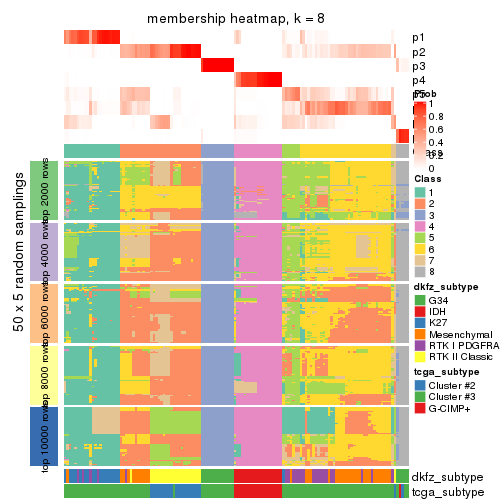 membership heatmap, k = 8
p1
p2
p3
p4
Prob
1
0.8
0.6
0.4
0.2
0
Class
1
2
3
4
5
6
7
8
dkfz_subtype
G34
IDH
K27
Mesenchymal
RTK I PDGFRA
RTK II Classic
tcga_subtype
Cluster #2
Cluster #3
G-CIMP+
50 x 5 random samplings
top 2000 rows
top 4000 rows
top 6000 rows
top 8000 rows
top 10000 rows
dkfz_subtype
tcga_subtype